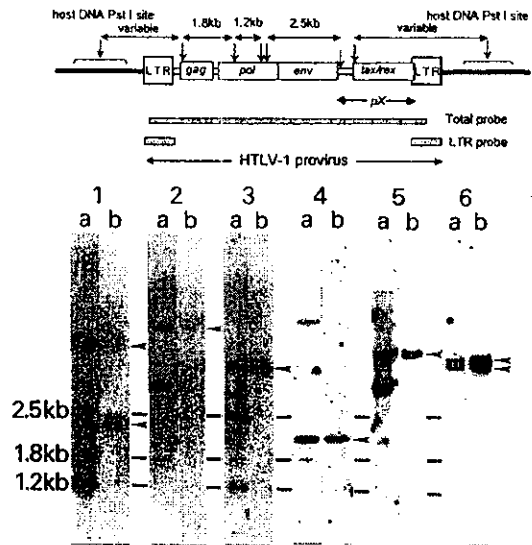 host DNA Pst I site
host DNA Pst I site
variable
1.8kb
1.2kb
2.5kb
variable
LTR
gag
pol
env
tax/rex
LTR
pX
Total probe
LTR probe
HTLV-1 provirus
1 2 3 4 5 6
a b a b a b a b a b a b
2.5kb
1.8kb
1.2kb